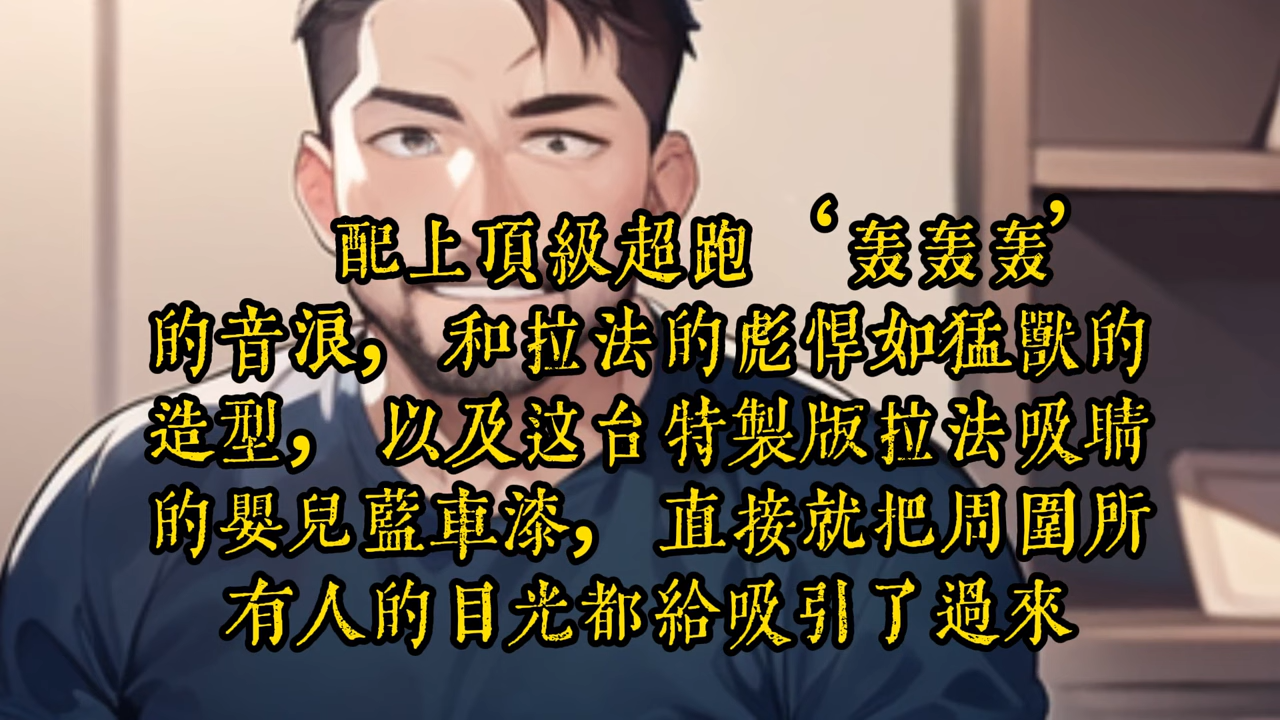 配上頂級超跑‘轰轰轰’
的音浪，和拉法的彪悍如猛獸的
造型，以及这台特製版拉法吸睛
的嬰兒藍車漆，直接就把周圍所
有人的目光都給吸引了過來